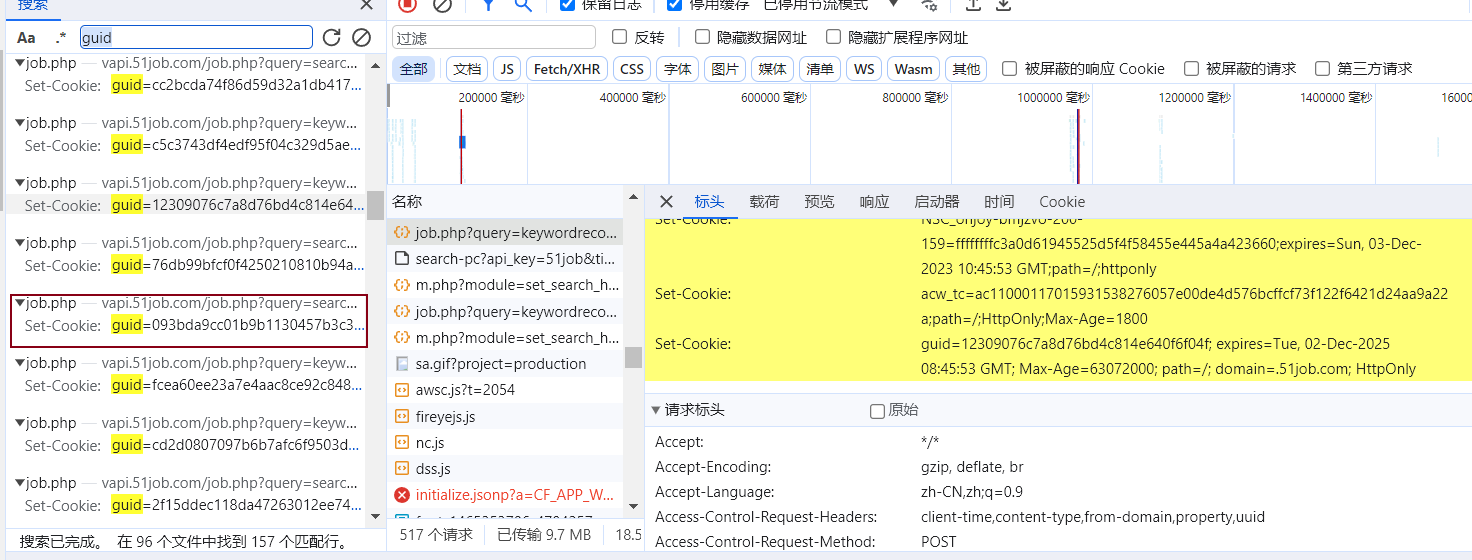 搜索
保留日志
停用缓存
已停用节流模式
Aa
.*
guid
过滤
反转
隐藏数据网址
隐藏扩展程序网址
全部
文档
JS
Fetch/XHR
CSS
字体
图片
媒体
清单
WS
Wasm
其他
被屏蔽的响应 Cookie
被屏蔽的请求
第三方请求
200000 毫秒
400000 毫秒
600000 毫秒
800000 毫秒
1000000 毫秒
1200000 毫秒
1400000 毫秒
16000
job.php — vapi.51job.com/job.php?query=searc...
Set-Cookie: guid=cc2bcda74f86d59d32a1db417...
job.php — vapi.51job.com/job.php?query=keyw...
Set-Cookie: guid=c5c3743df4edf95f04c329d5ae...
job.php — vapi.51job.com/job.php?query=keyw...
Set-Cookie: guid=12309076c7a8d76bd4c814e64...
job.php — vapi.51job.com/job.php?query=keyw...
Set-Cookie: guid=76db99bfcf0f4250210810b94a...
job.php — vapi.51job.com/job.php?query=searc...
Set-Cookie: guid=093bda9cc01b9b1130457b3c3...
job.php — vapi.51job.com/job.php?query=keyw...
Set-Cookie: guid=fcea60ee23a7e4aac8ce92c848...
job.php — vapi.51job.com/job.php?query=searc...
Set-Cookie: guid=cd2d0807097b6b7afc6f9503d...
job.php — vapi.51job.com/job.php?query=searc...
Set-Cookie: guid=2f15ddec118da47263012ee74...
搜索已完成。 在 96 个文件中找到 157 个匹配行。
名称
job.php?query=keywordreco...
search-pc?api_key=51job&ti...
m.php?module=set_search_h...
job.php?query=keywordreco...
m.php?module=set_search_h...
sa.gif?project=production
awsc.js?t=2054
fireyejs.js
nc.js
dss.js
initialize.jsonp?a=CF_APP_W...
517 个请求
已传输 9.7 MB
18.5
标头
载荷
预览
响应
启动器
时间
Cookie
Set-Cookie:
159=ffffffffc3a0d61945525d5f4f58455e445a4a423660;expires=Sun, 03-Dec-
2023 10:45:53 GMT;path=/;httponly
Set-Cookie:
acw_tc=ac11000117015931538276057e00de4d576bcffcf73f122f6421d24aa9a22
a;path=/;HttpOnly;Max-Age=1800
Set-Cookie:
guid=12309076c7a8d76bd4c814e640f6f04f; expires=Tue, 02-Dec-2025
08:45:53 GMT; Max-Age=63072000; path=/; domain=.51job.com; HttpOnly
请求标头
原始
Accept:
*/*
Accept-Encoding:
gzip, deflate, br
Accept-Language:
zh-CN,zh;q=0.9
Access-Control-Request-Headers:
client-time,content-type,from-domain,property,uuid
Access-Control-Request-Method:
POST